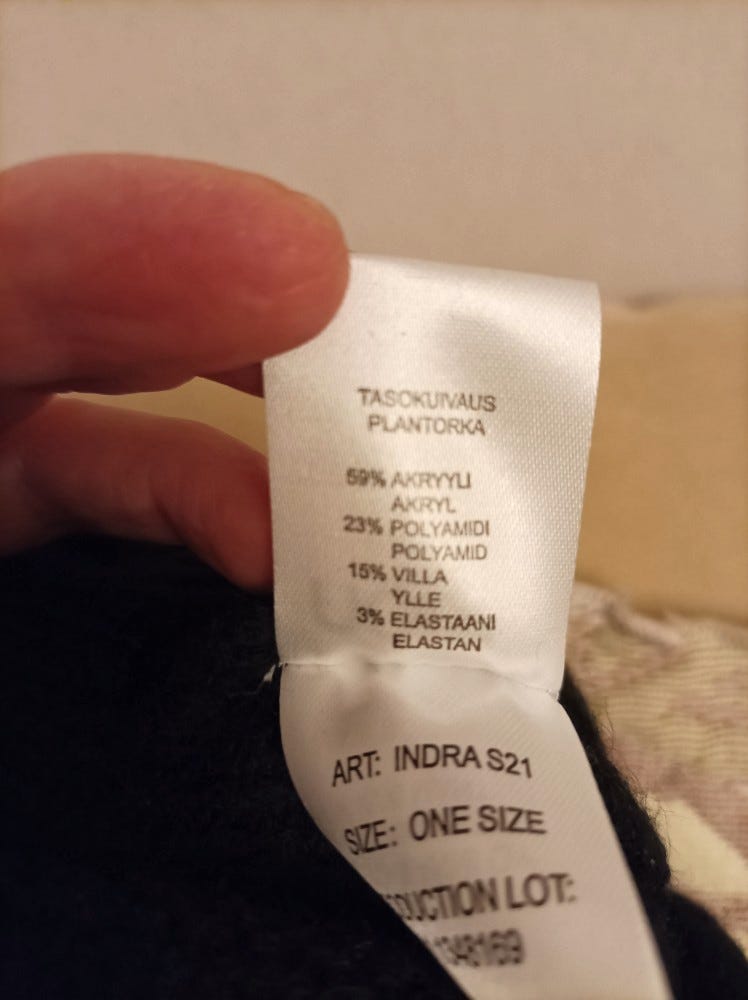 TASOKUIVAUS
PLANTORKA
59% AKRYYLI
AKRYL
23% POLYAMIDI
POLYAMID
15% VILLA
YLLE
3% ELASTAANI
ELASTAN
ART: INDRA S21
SIZE: ONE SIZE
LOT: